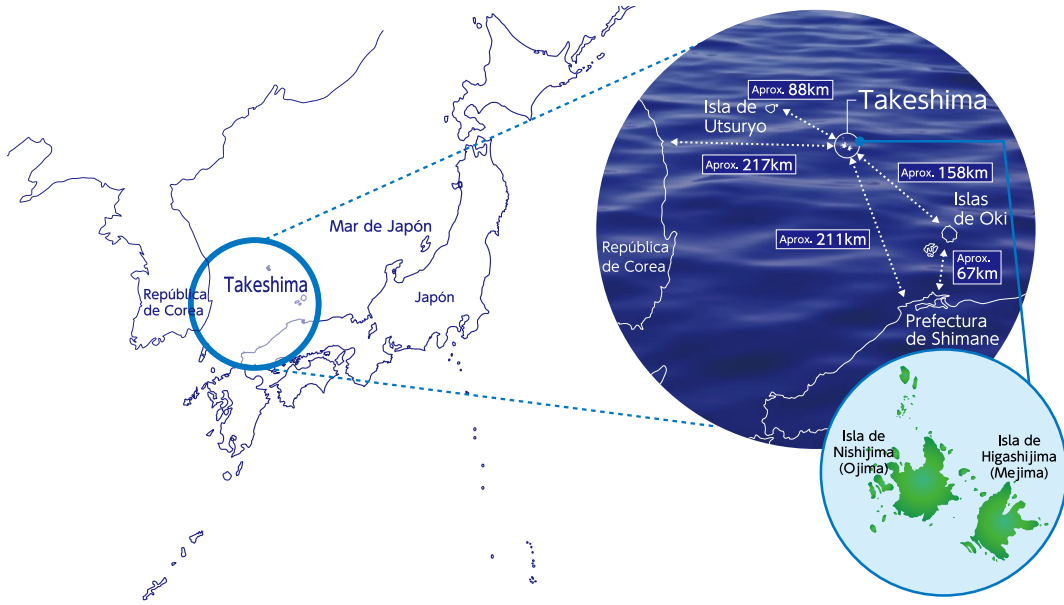 Mar de Japón
Takeshima
República
de Corea
Japón
Aprox. 88km
Isla de
Utsuryo
Takeshima
Aprox. 217km
Aprox. 158km
Islas
de Oki
Aprox. 211km
República
de Corea
Aprox.
67km
Prefectura
de Shimane
Isla de
Nishijima
(Ojima)
Isla de
Higashijima
(Mejima)